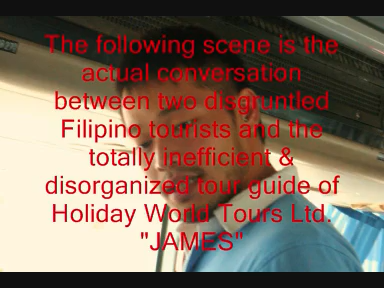 The following scene is the
actual conversation
between two disgruntled
Filipino tourists and the
totally inefficient &
disorganized tour guide of
Holiday World Tours Ltd.
"JAMES"